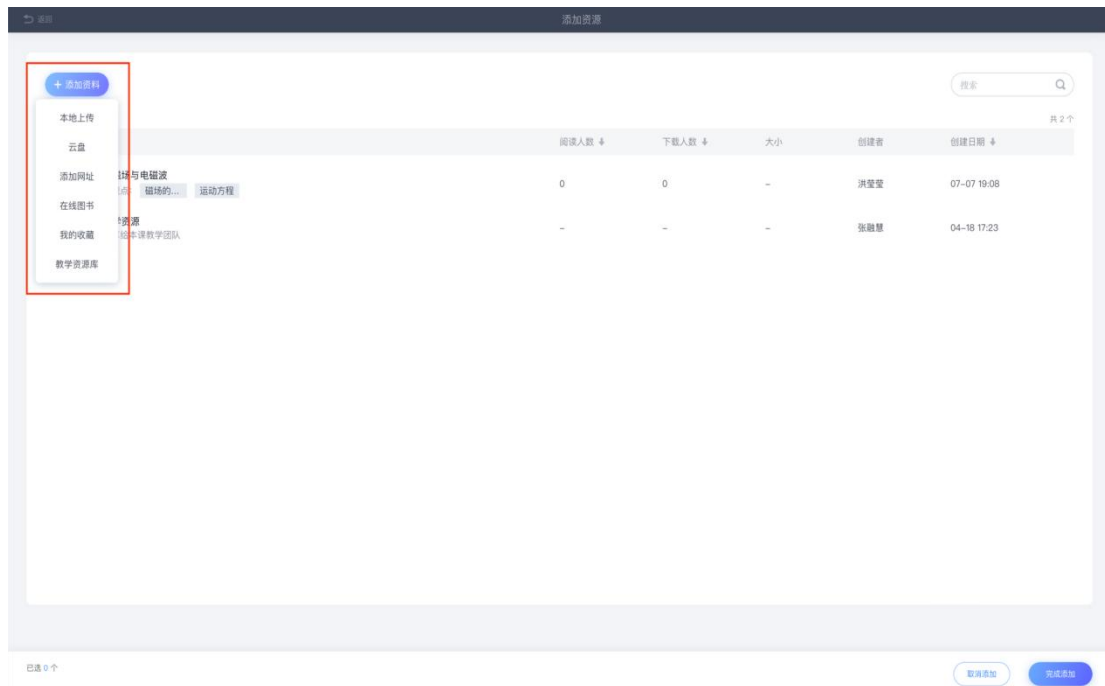 返回
添加资源
+ 添加资料
搜索
共 2 个
本地上传
云盘
添加网址
在线图书
我的收藏
教学资源库
阅读人数 下载人数 大小 创建者 创建日期
磁场与电磁波
磁场的... 运动方程
0 0 - 洪莹莹 07-07 19:08
学资源
给本课教学团队
- - - 张融慧 04-18 17:23
已选 0 个
取消添加
完成添加